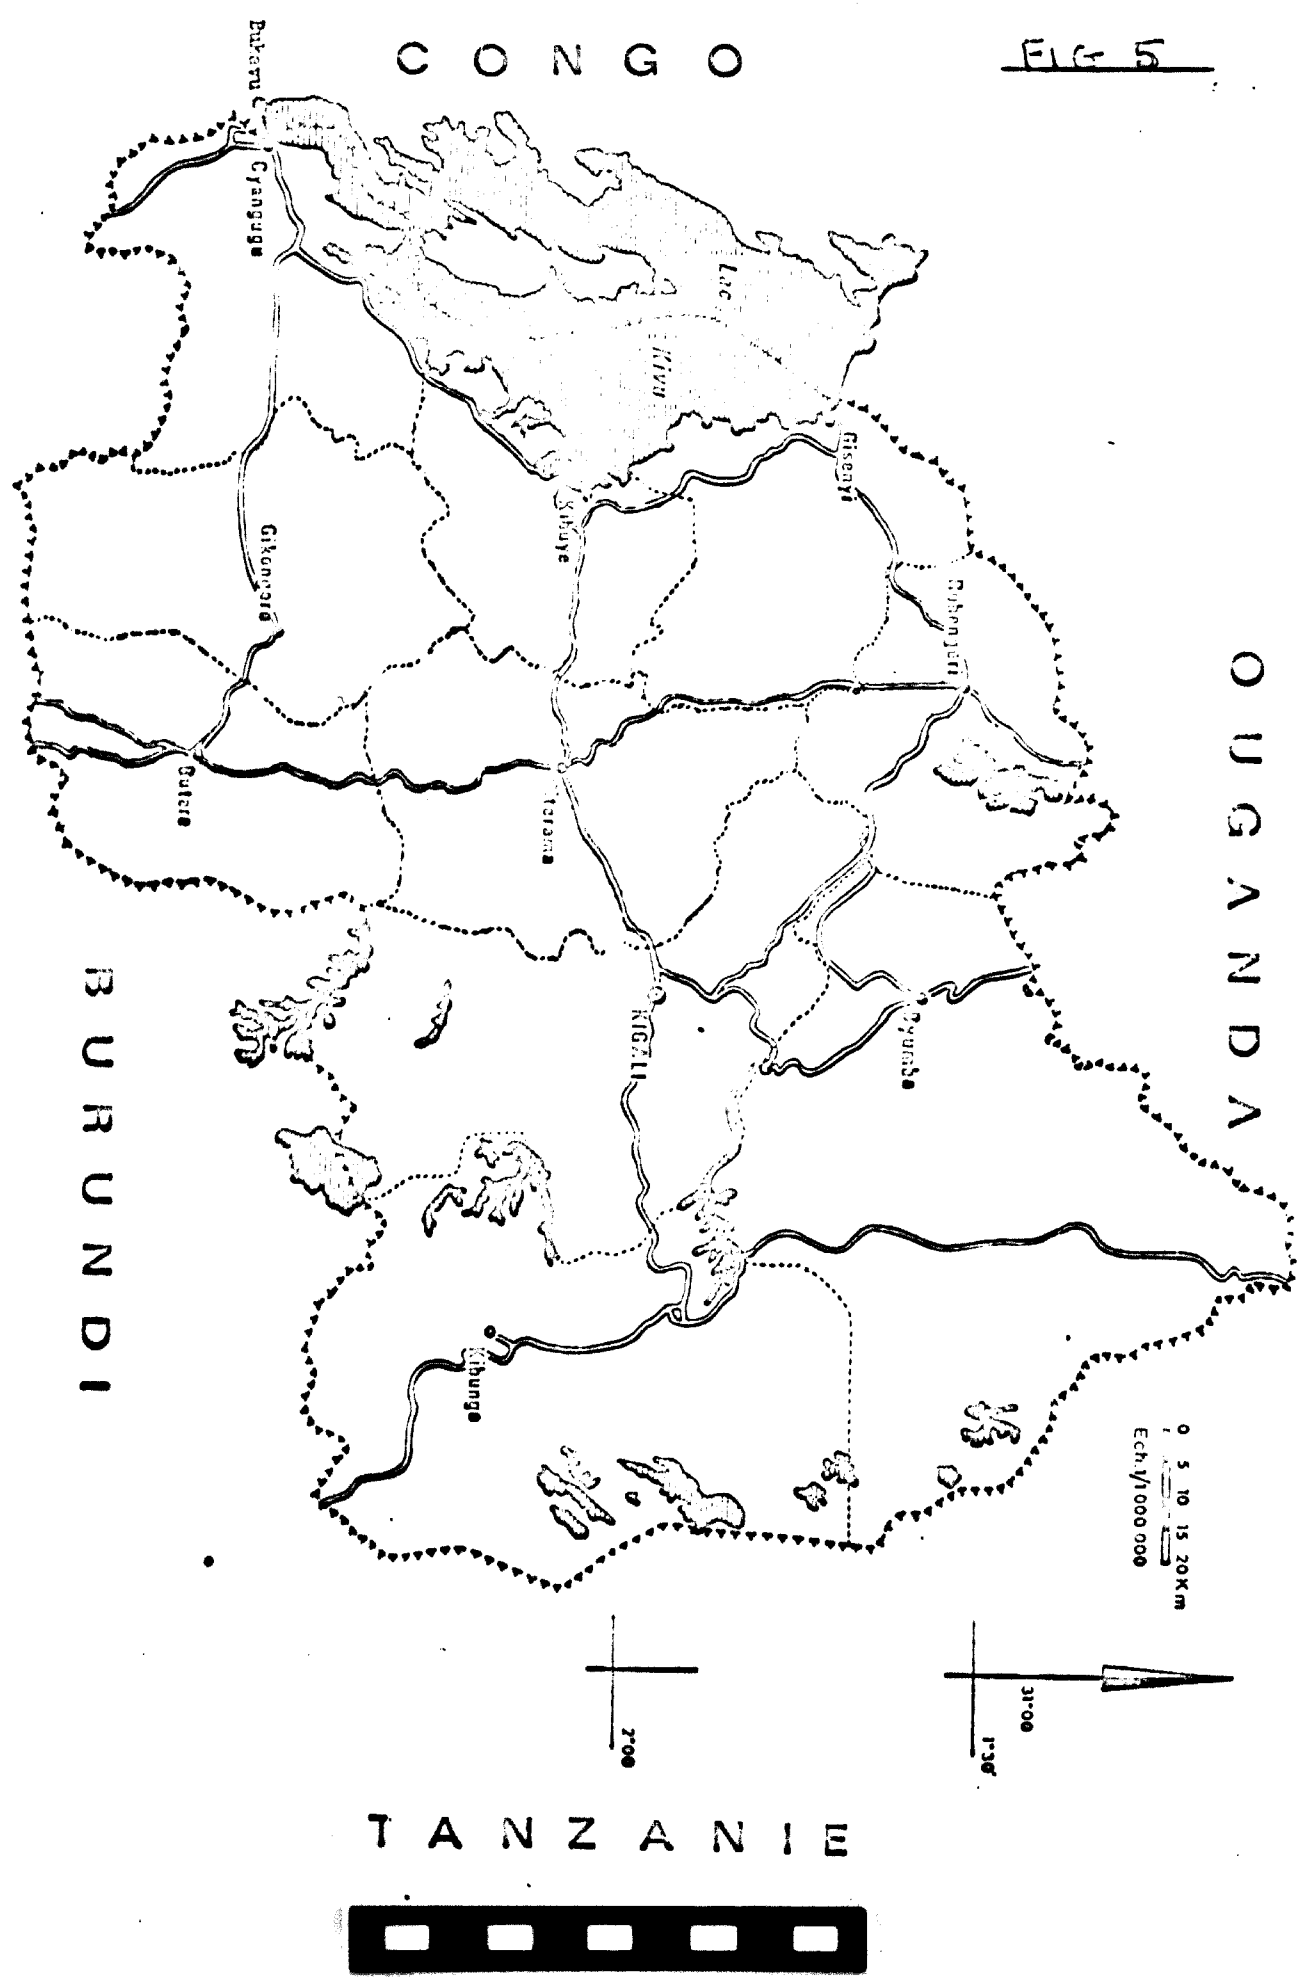 FIG 5
CONGO
OUGANDA
BURUNDI
TANZANIE
Bukavu
Cyangugu
Lac
Kivu
Gisenyi
Kibuye
Gikongoro
Ruhengeri
Butare
Byumba
KIGALI
Kibungo
0 5 10 15 20Km
Ech.1/1000 000
31°00
1°30'
2°00